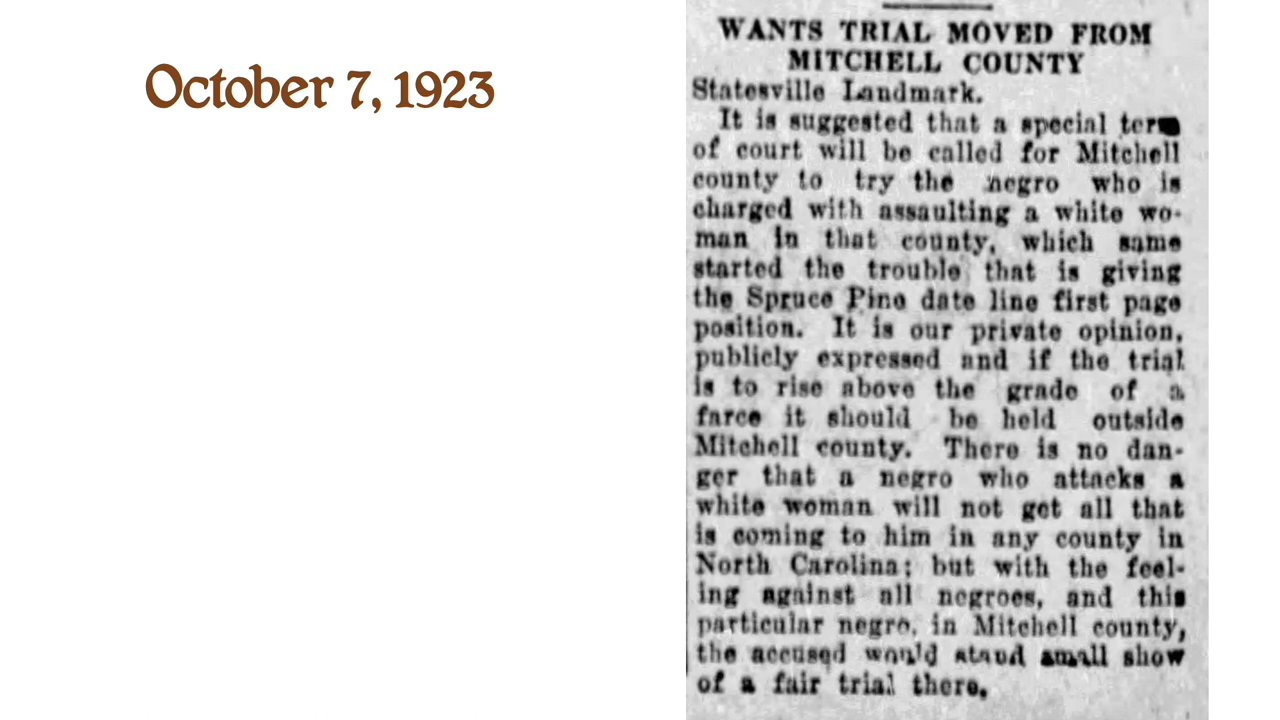 October 7, 1923
WANTS TRIAL MOVED FROM
MITCHELL COUNTY
Statesville Landmark.
It is suggested that a special term
of court will be called for Mitchell
county to try the negro who is
charged with assaulting a white wo-
man in that county, which same
started the trouble that is giving
the Spruce Pine date line first page
position. It is our private opinion,
publicly expressed and if the trial
is to rise above the grade of a
farce it should be held outside
Mitchell county. There is no dan-
ger that a negro who attacks a
white woman will not get all that
is coming to him in any county in
North Carolina; but with the feel-
ing against all negroes, and this
particular negro, in Mitchell county,
the accused would stand small show
of a fair trial there.